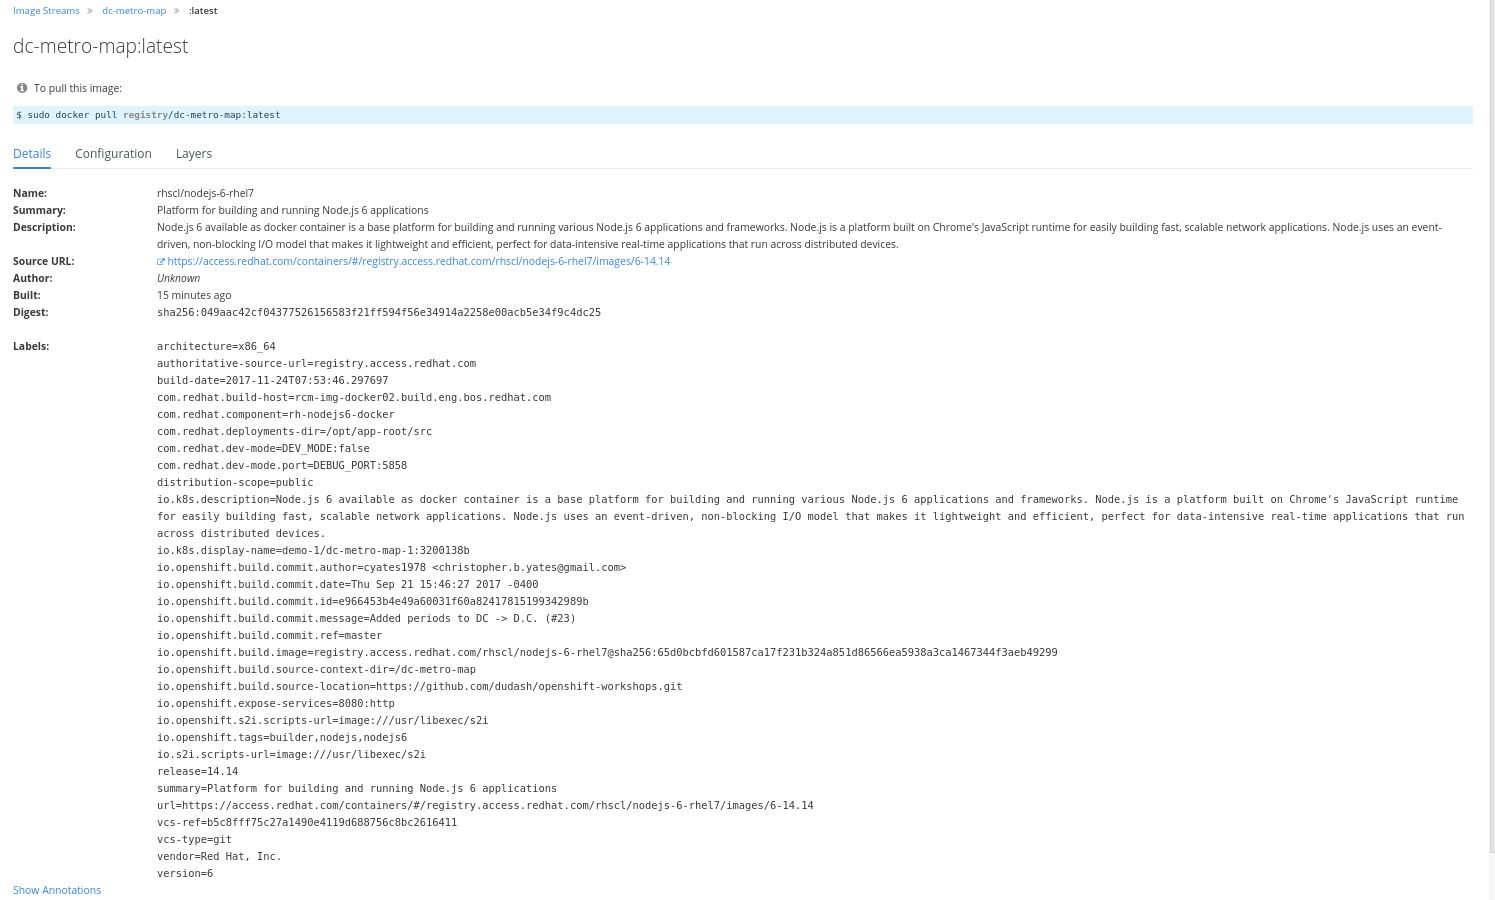 Image Streams » dc-metro-map » :latest
dc-metro-map:latest
To pull this image:
$ sudo docker pull registry/dc-metro-map:latest
Details Configuration Layers
Name: rhscl/nodejs-6-rhel7
Summary: Platform for building and running Node.js 6 applications
Description: Node.js 6 available as docker container is a base platform for building and running various Node.js 6 applications and frameworks. Node.js is a platform built on Chrome's JavaScript runtime for easily building fast, scalable network applications. Node.js uses an event-
driven, non-blocking I/O model that makes it lightweight and efficient, perfect for data-intensive real-time applications that run across distributed devices.
Source URL: https://access.redhat.com/containers/#/registry.access.redhat.com/rhscl/nodejs-6-rhel7/images/6-14.14
Author: Unknown
Built: 15 minutes ago
Digest: sha256:049aac42cf04377526156583f21ff594f56e34914a2258e00acb5e34f9c4dc25
Labels: architecture=x86_64
authoritative-source-url=registry.access.redhat.com
build-date=2017-11-24T07:53:46.297697
com.redhat.build-host=rcm-img-docker02.build.eng.bos.redhat.com
com.redhat.component=rh-nodejs6-docker
com.redhat.deployments-dir=/opt/app-root/src
com.redhat.dev-mode=DEV_MODE:false
com.redhat.dev-mode.port=DEBUG_PORT:5858
distribution-scope=public
io.k8s.description=Node.js 6 available as docker container is a base platform for building and running various Node.js 6 applications and frameworks. Node.js is a platform built on Chrome's JavaScript runtime
for easily building fast, scalable network applications. Node.js uses an event-driven, non-blocking I/O model that makes it lightweight and efficient, perfect for data-intensive real-time applications that run
across distributed devices.
io.k8s.display-name=demo-1/dc-metro-map-1:3200138b
io.openshift.build.commit.author=cyates1978 <christopher.b.yates@gmail.com>
io.openshift.build.commit.date=Thu Sep 21 15:46:27 2017 -0400
io.openshift.build.commit.id=e966453b4e49a60031f60a82417815199342989b
io.openshift.build.commit.message=Added periods to DC -> D.C. (#23)
io.openshift.build.commit.ref=master
io.openshift.build.image=registry.access.redhat.com/rhscl/nodejs-6-rhel7@sha256:65d0bcbfd601587ca17f231b324a851d86566ea5938a3ca1467344f3aeb49299
io.openshift.build.source-context-dir=/dc-metro-map
io.openshift.build.source-location=https://github.com/dudash/openshift-workshops.git
io.openshift.expose-services=8080:http
io.openshift.s2i.scripts-url=image:///usr/libexec/s2i
io.openshift.tags=builder,nodejs,nodejs6
io.s2i.scripts-url=image:///usr/libexec/s2i
release=14.14
summary=Platform for building and running Node.js 6 applications
url=https://access.redhat.com/containers/#/registry.access.redhat.com/rhscl/nodejs-6-rhel7/images/6-14.14
vcs-ref=b5c8fff75c27a1490e4119d688756c8bc2616411
vcs-type=git
vendor=Red Hat, Inc.
version=6
Show Annotations